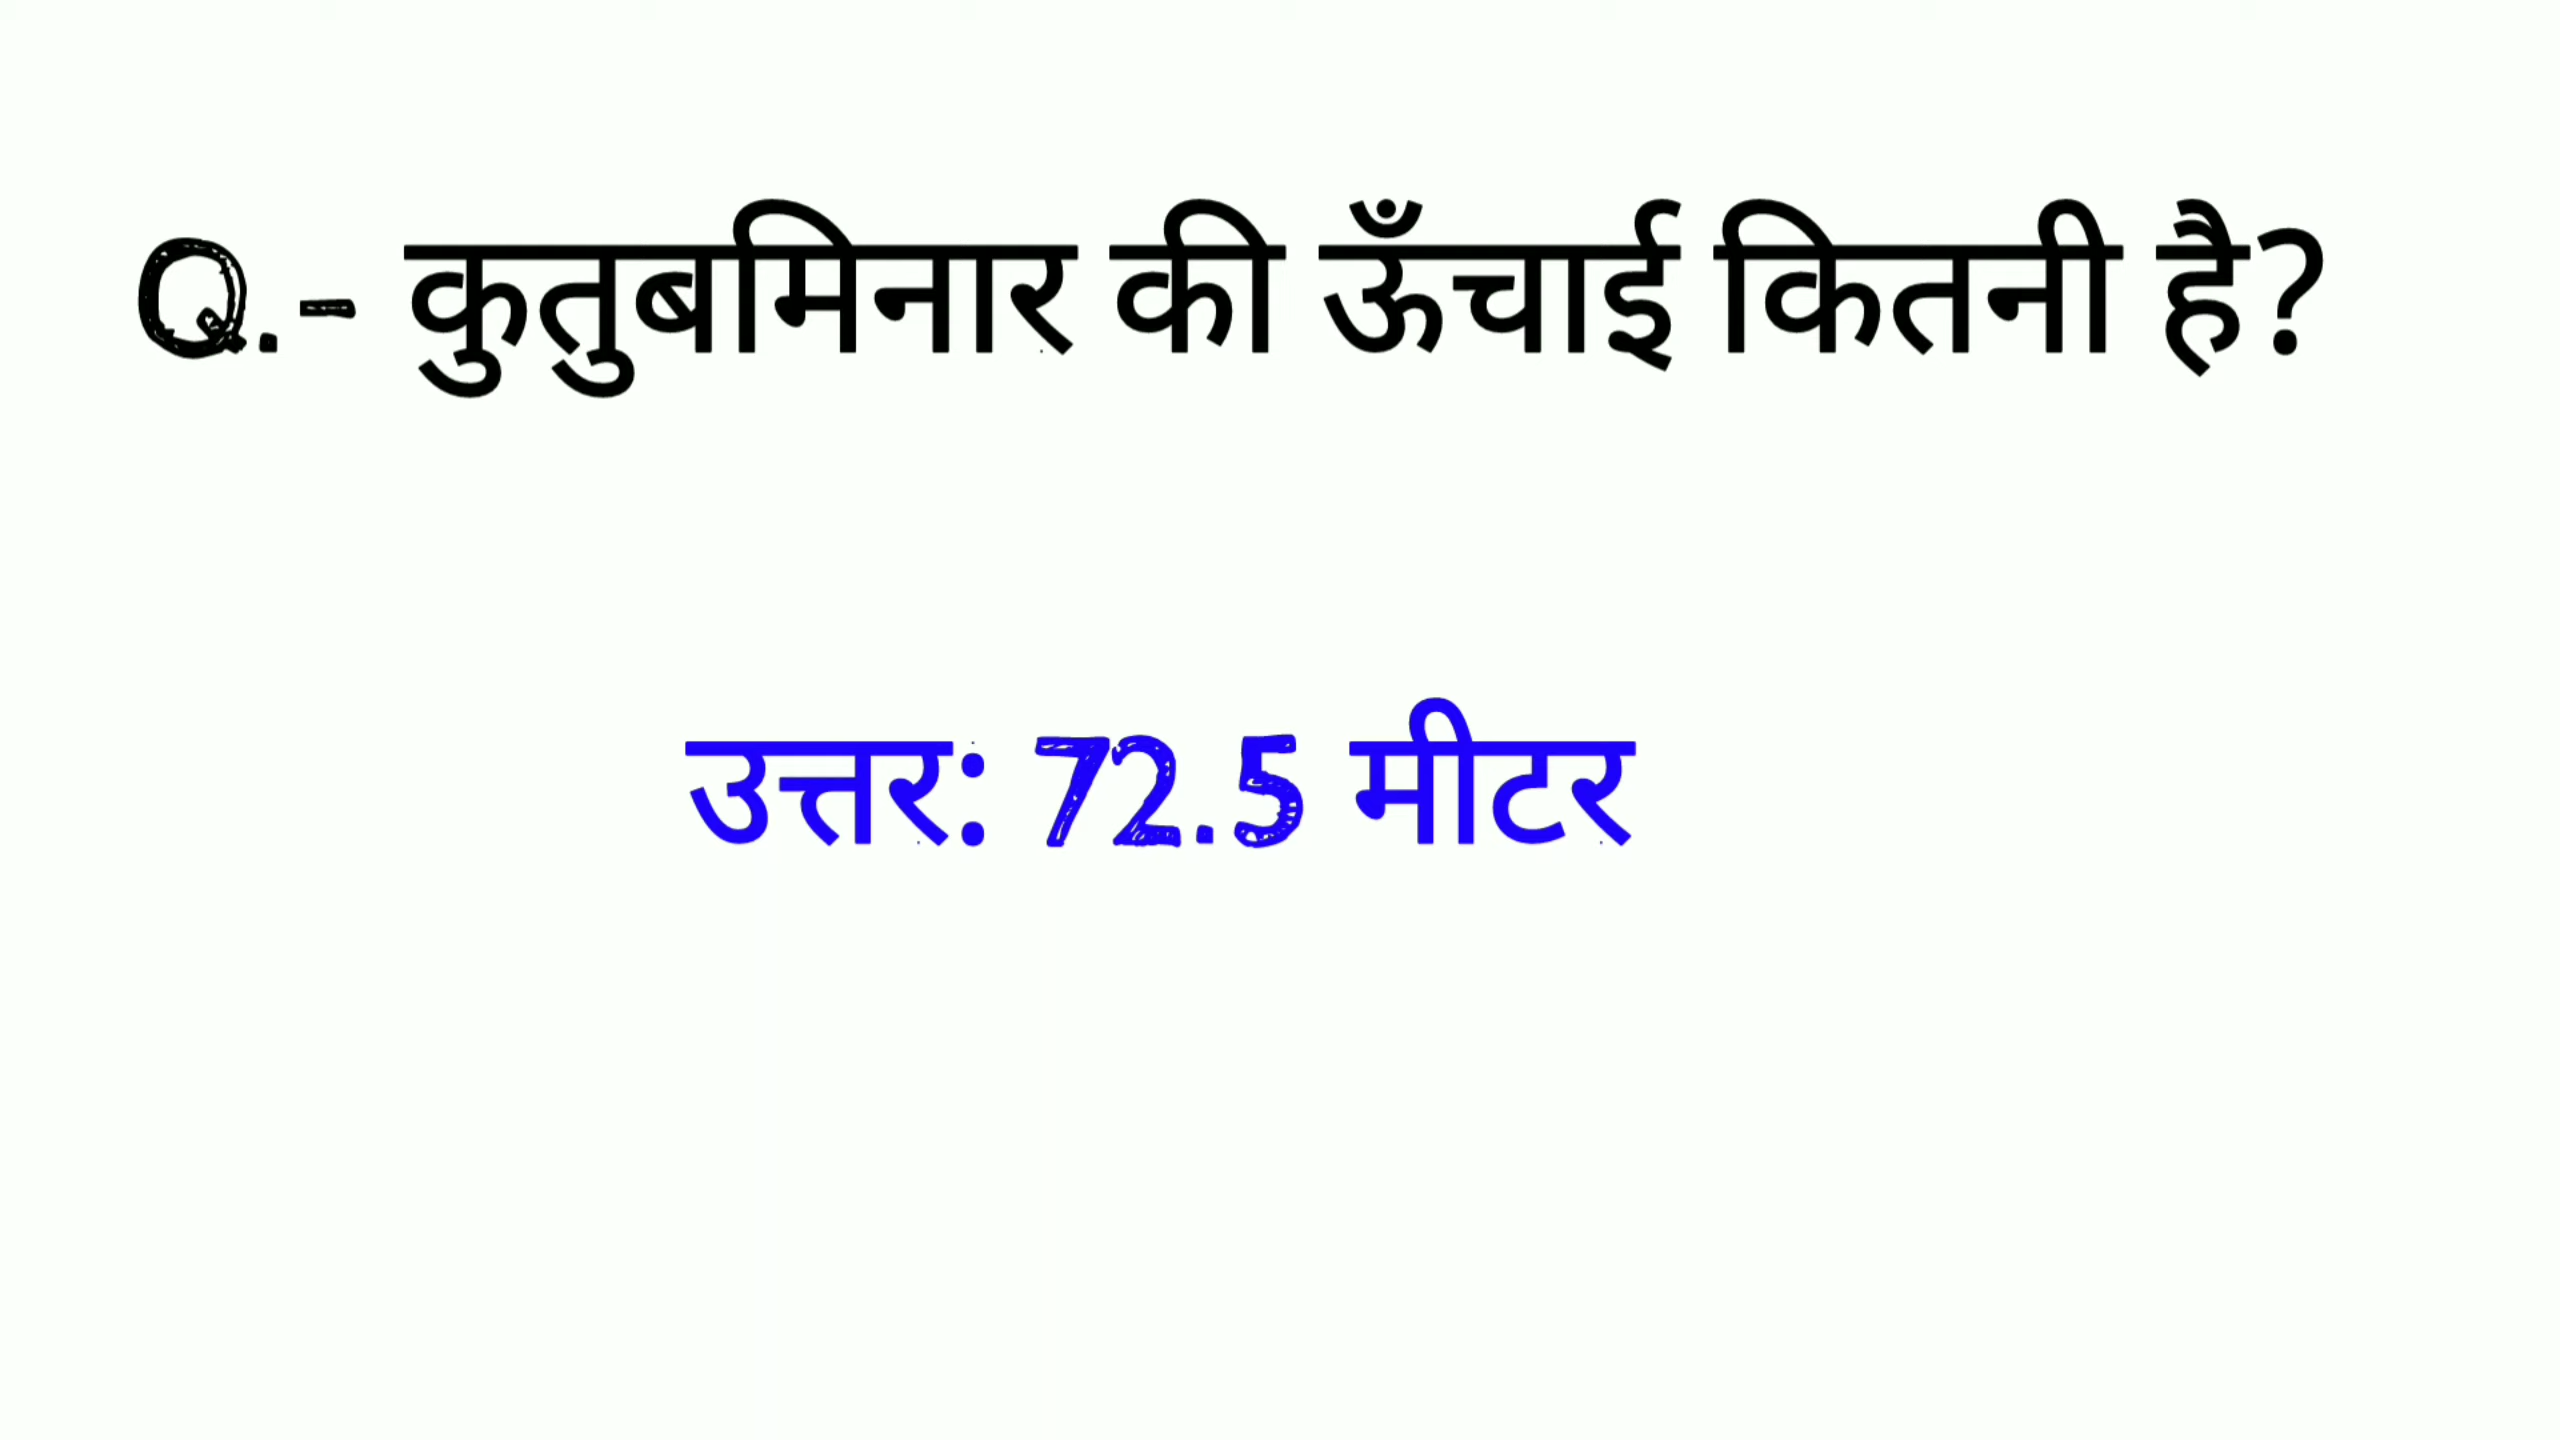 Q.- कुतुबमिनार की ऊँचाई कितनी है?
उत्तर: 72.5 मीटर